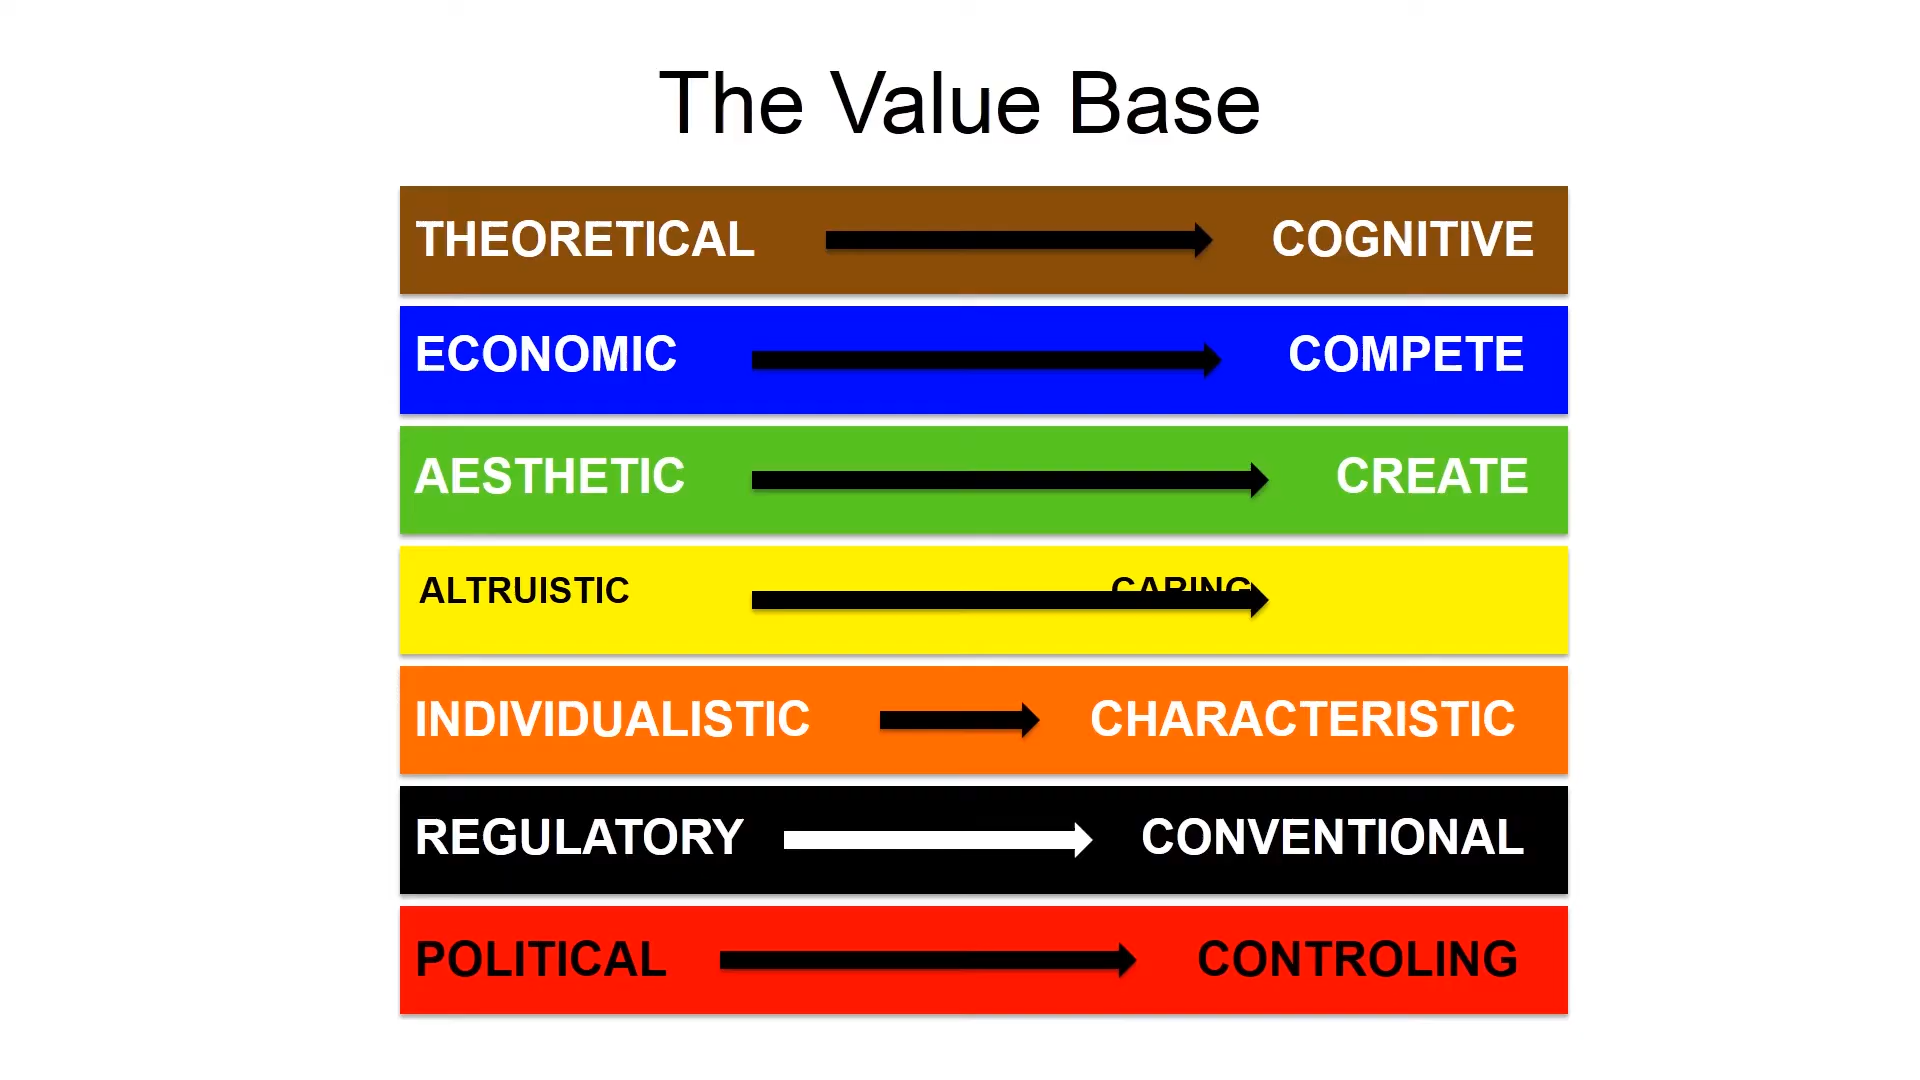 The Value Base
THEORETICAL COGNITIVE
ECONOMIC COMPETE
AESTHETIC CREATE
ALTRUISTIC CARING
INDIVIDUALISTIC CHARACTERISTIC
REGULATORY CONVENTIONAL
POLITICAL CONTROLING